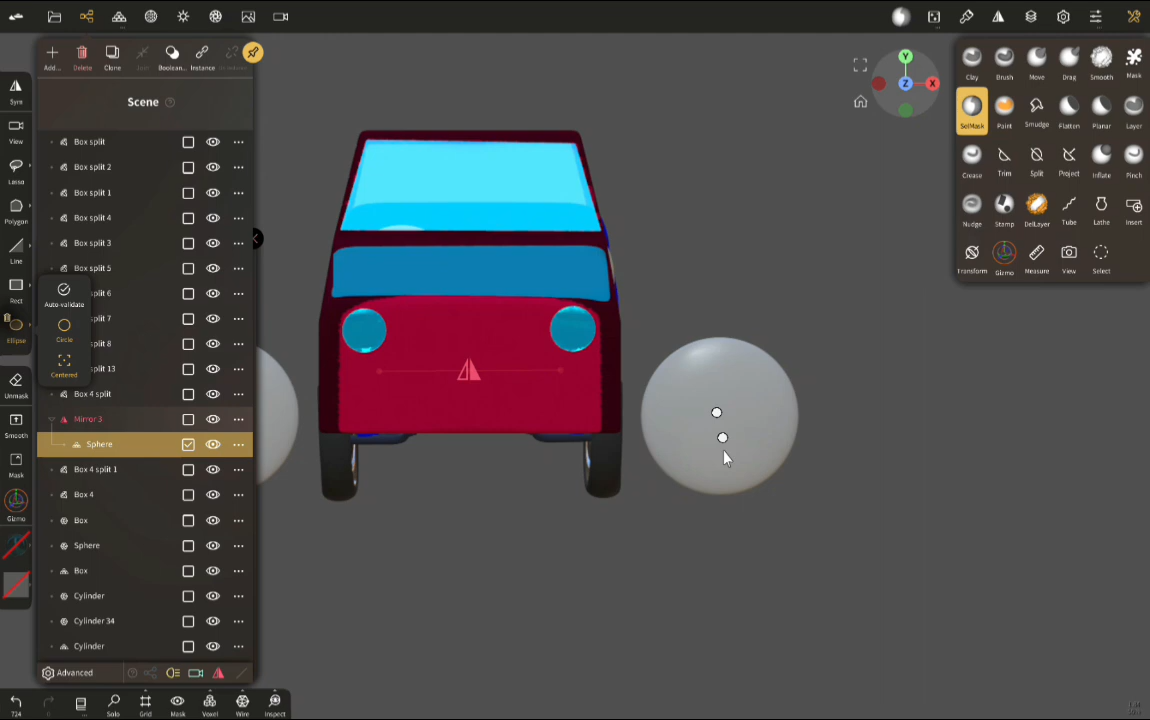 Add... Delete Clone Join Boolean... Instance
Scene
Box split
Box split 2
Box split 1
Box split 4
Box split 3
Box split 5
split 6
split 7
split 8
split 13
Box 4 split
Mirror 3
Sphere
Box 4 split 1
Box 4
Box
Sphere
Box
Cylinder
Cylinder 34
Cylinder
Advanced
Sym
View
Lasso
Polygon
Line
Rect
Ellipse
Auto-validate
Circle
Centered
Unmask
Smooth
Mask
Gizmo
724 0 ... Solo Grid Mask Voxel Wire Inspect
Y
Z X
Clay Brush Move Drag Smooth Mask
SelMask Paint Smudge Flatten Planar Layer
Crease Trim Split Project Inflate Pinch
Nudge Stamp DelLayer Tube Lathe Insert
Transform Gizmo Measure View Select